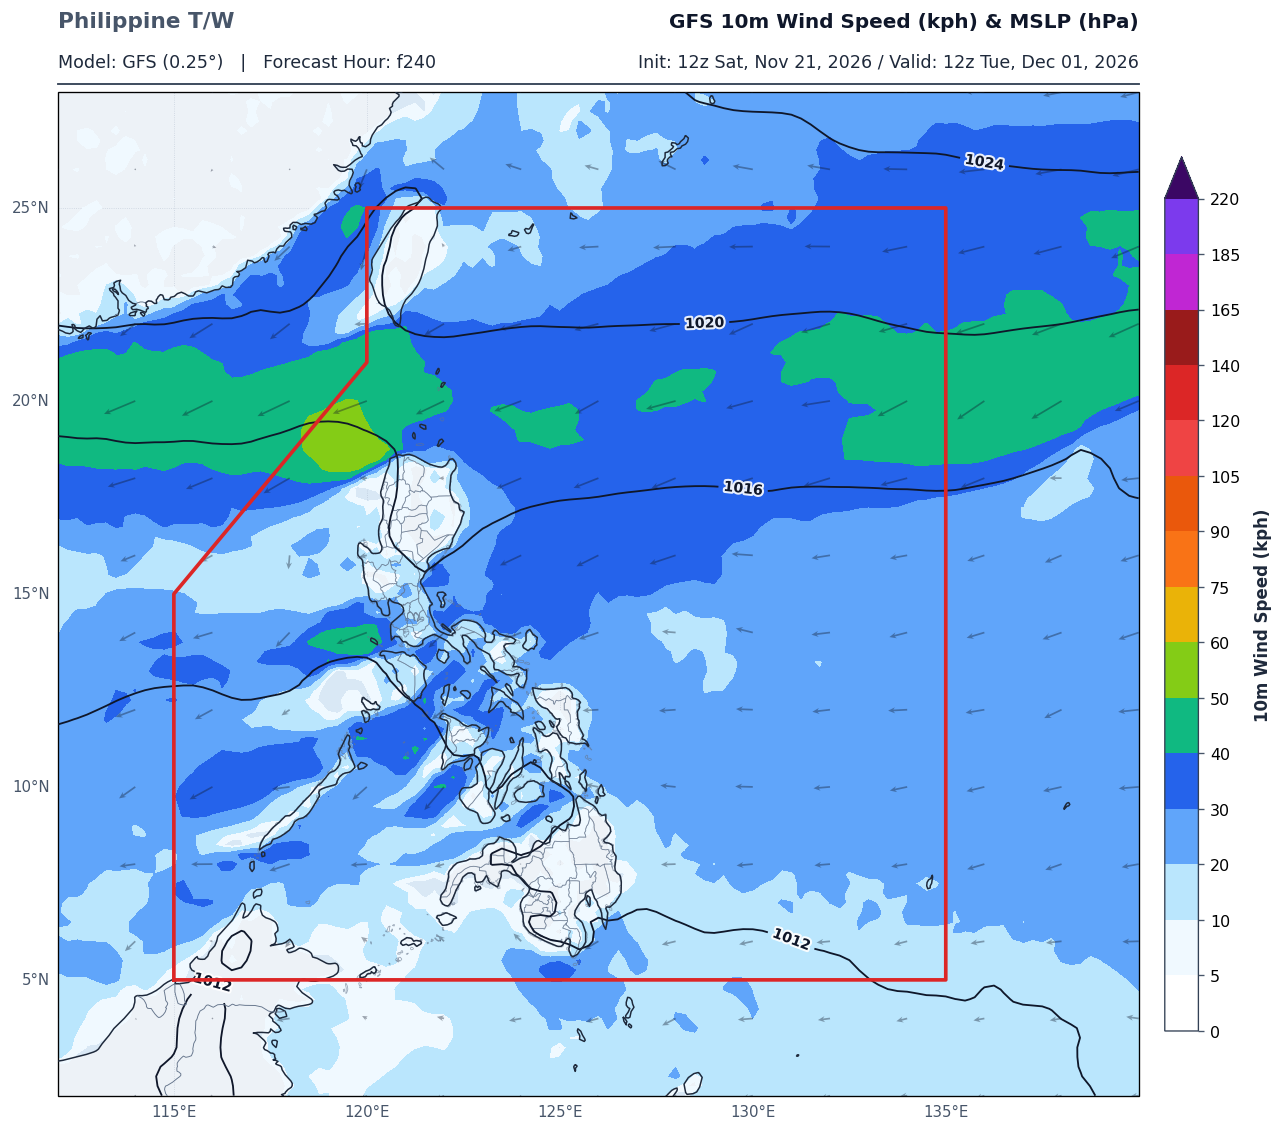 Philippine T/W
GFS 10m Wind Speed (kph) & MSLP (hPa)
Model: GFS (0.25°)   |   Forecast Hour: f240
Init: 12z Sat, Nov 21, 2026 / Valid: 12z Tue, Dec 01, 2026
1024
1020
1016
1012
1012
25°N
20°N
15°N
10°N
5°N
115°E
120°E
125°E
130°E
135°E
220
185
165
140
120
105
90
75
60
50
40
30
20
10
5
0
10m Wind Speed (kph)